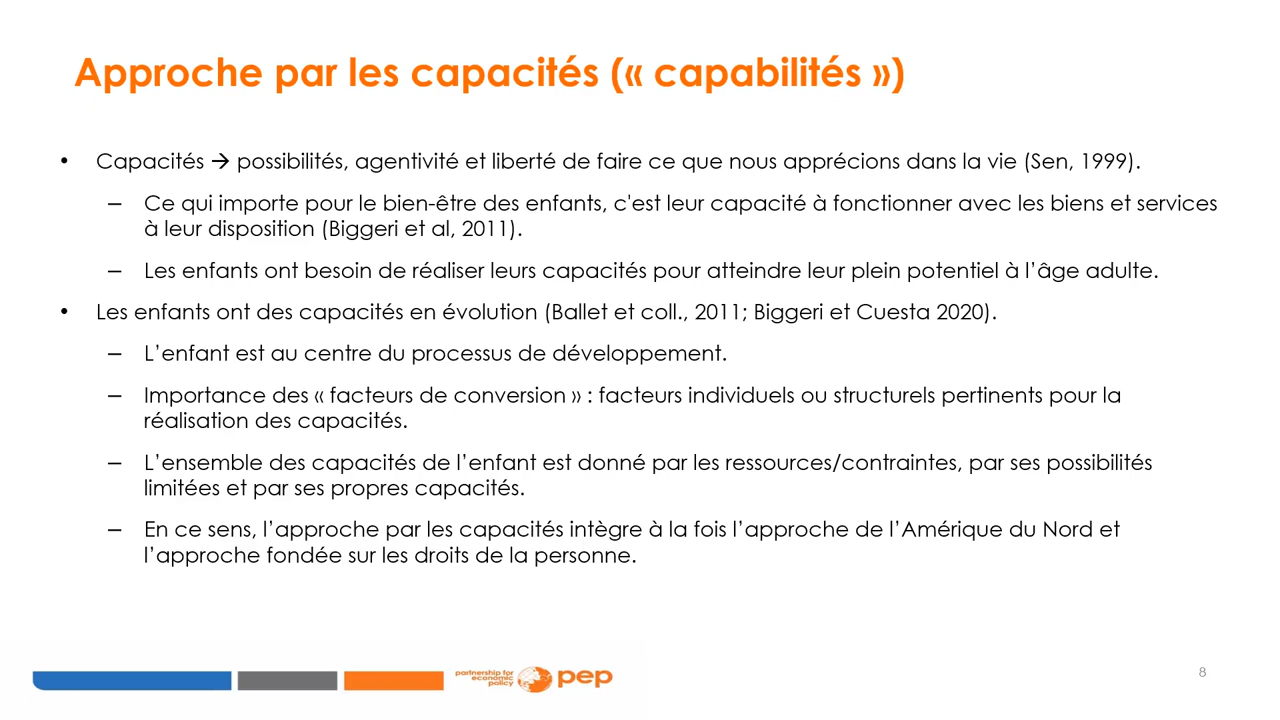 Approche par les capacités (« capabilités »)
• Capacités → possibilités, agentivité et liberté de faire ce que nous apprécions dans la vie (Sen, 1999).
– Ce qui importe pour le bien-être des enfants, c'est leur capacité à fonctionner avec les biens et services
à leur disposition (Biggeri et al, 2011).
– Les enfants ont besoin de réaliser leurs capacités pour atteindre leur plein potentiel à l’âge adulte.
• Les enfants ont des capacités en évolution (Ballet et coll., 2011; Biggeri et Cuesta 2020).
– L’enfant est au centre du processus de développement.
– Importance des « facteurs de conversion » : facteurs individuels ou structurels pertinents pour la
réalisation des capacités.
– L’ensemble des capacités de l’enfant est donné par les ressources/contraintes, par ses possibilités
limitées et par ses propres capacités.
– En ce sens, l’approche par les capacités intègre à la fois l’approche de l’Amérique du Nord et
l’approche fondée sur les droits de la personne.
partnership for
economic
policy
pep
8